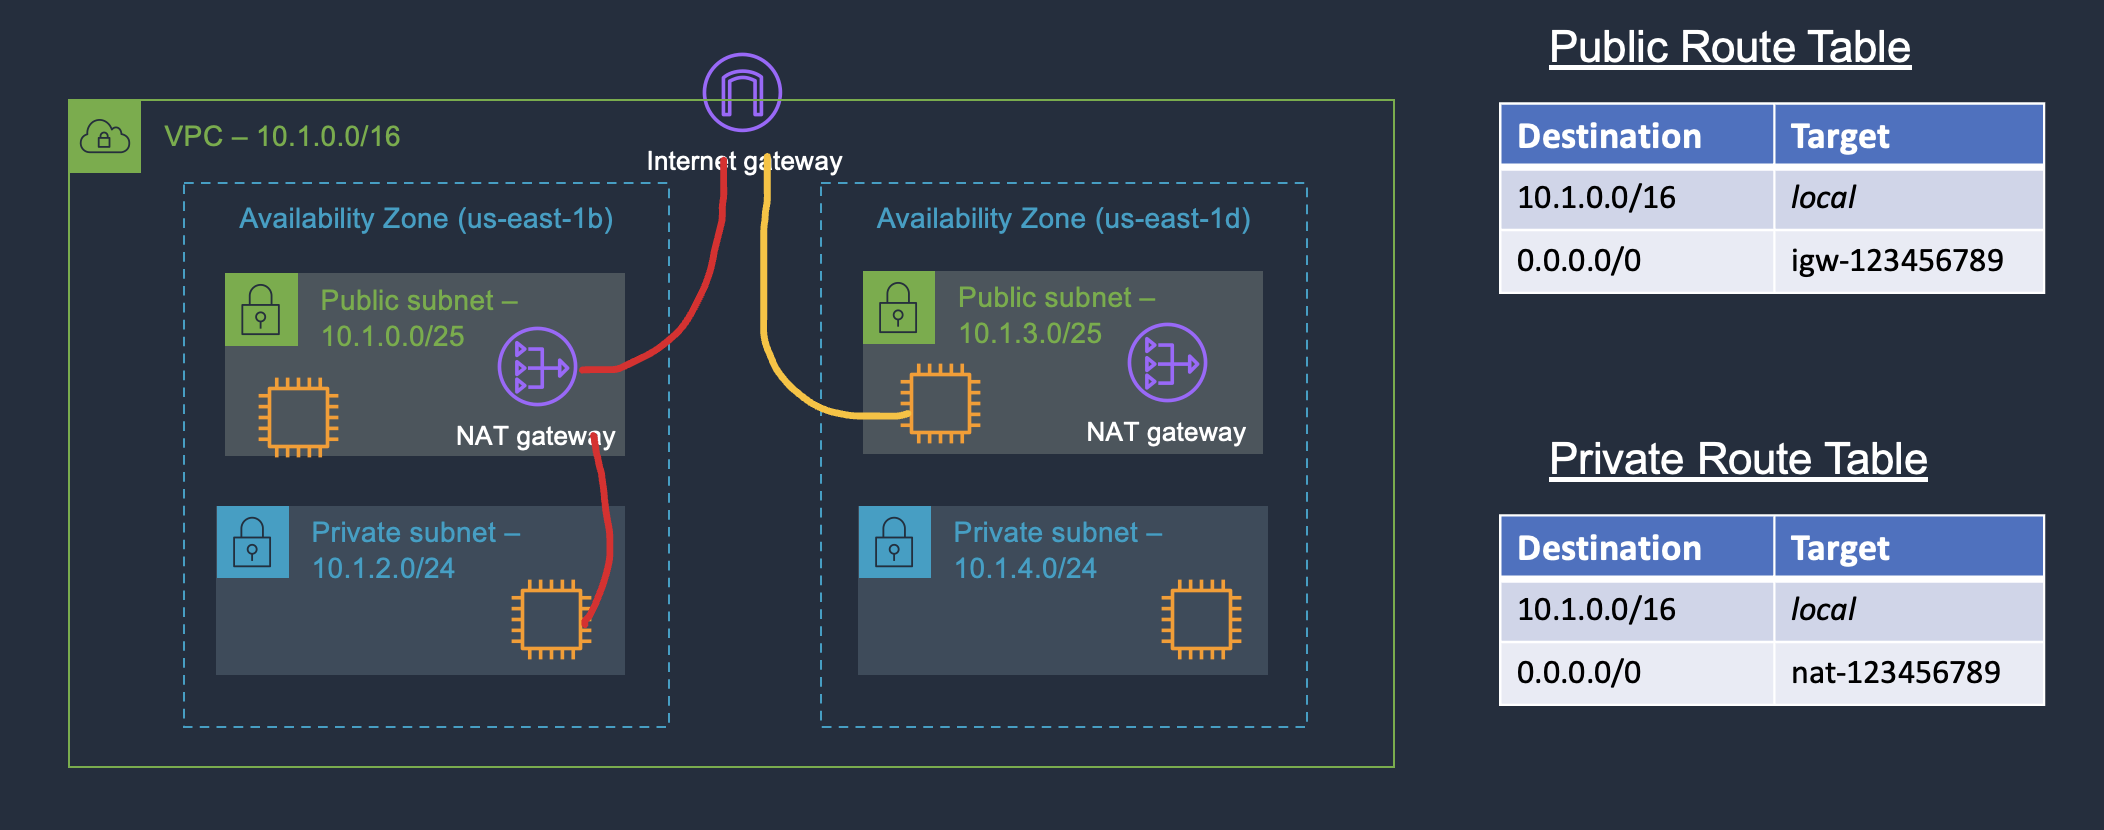 Internet gateway
VPC – 10.1.0.0/16
Availability Zone (us-east-1b)
Public subnet –
10.1.0.0/25
NAT gateway
Private subnet –
10.1.2.0/24
Availability Zone (us-east-1d)
Public subnet –
10.1.3.0/25
NAT gateway
Private subnet –
10.1.4.0/24
Public Route Table
Destination Target
10.1.0.0/16 local
0.0.0.0/0 igw-123456789
Private Route Table
Destination Target
10.1.0.0/16 local
0.0.0.0/0 nat-123456789